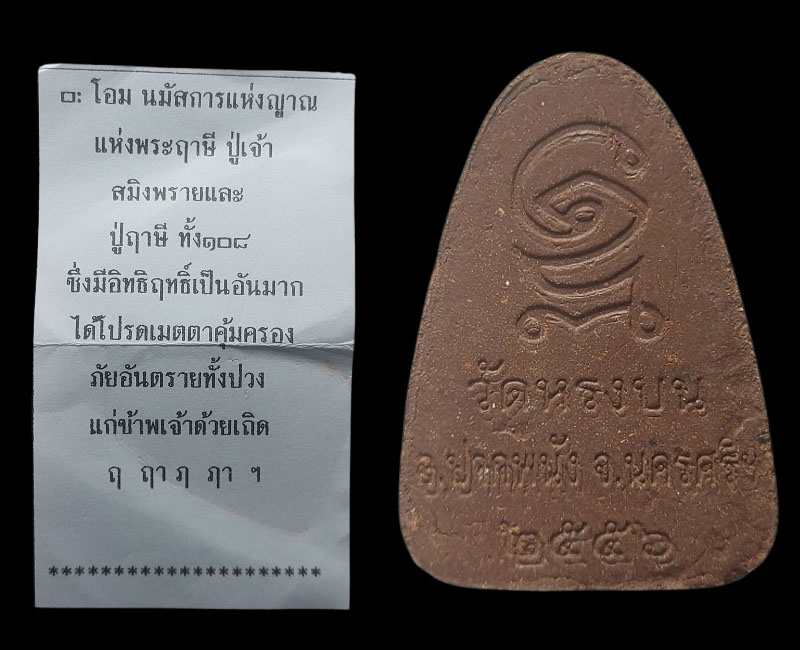 ๏: โอม นมัสการแห่งญาณ
แห่งพระฤาษี ปู่เจ้า
สมิงพรายและ
ปู่ฤาษี ทั้ง๑๐๘
ซึ่งมีอิทธิฤทธิ์เป็นอันมาก
ได้โปรดเมตตาคุ้มครอง
ภัยอันตรายทั้งปวง
แก่ข้าพเจ้าด้วยเถิด
ฤ ฤา ภ ภา ฯ
*********************
วัดหรงบน
อ.ปากพนัง จ.นครศรีฯ
๒๕๕๖